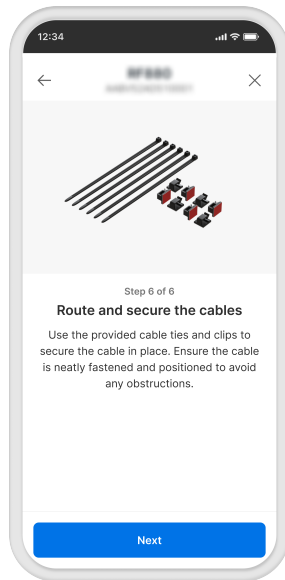 12:34
Step 6 of 6
Route and secure the cables
Use the provided cable ties and clips to
secure the cable in place. Ensure the cable
is neatly fastened and positioned to avoid
any obstructions.
Next